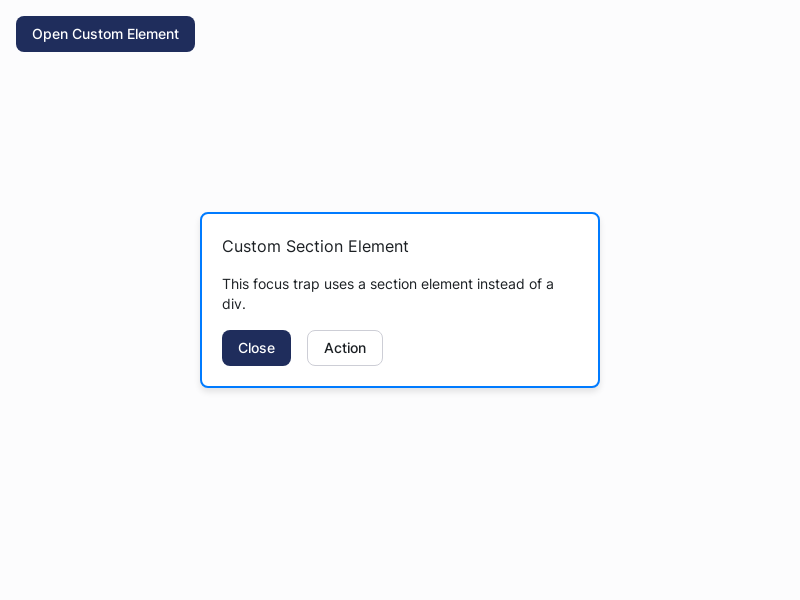 Open Custom Element
Custom Section Element
This focus trap uses a section element instead of a
div.
Close
Action